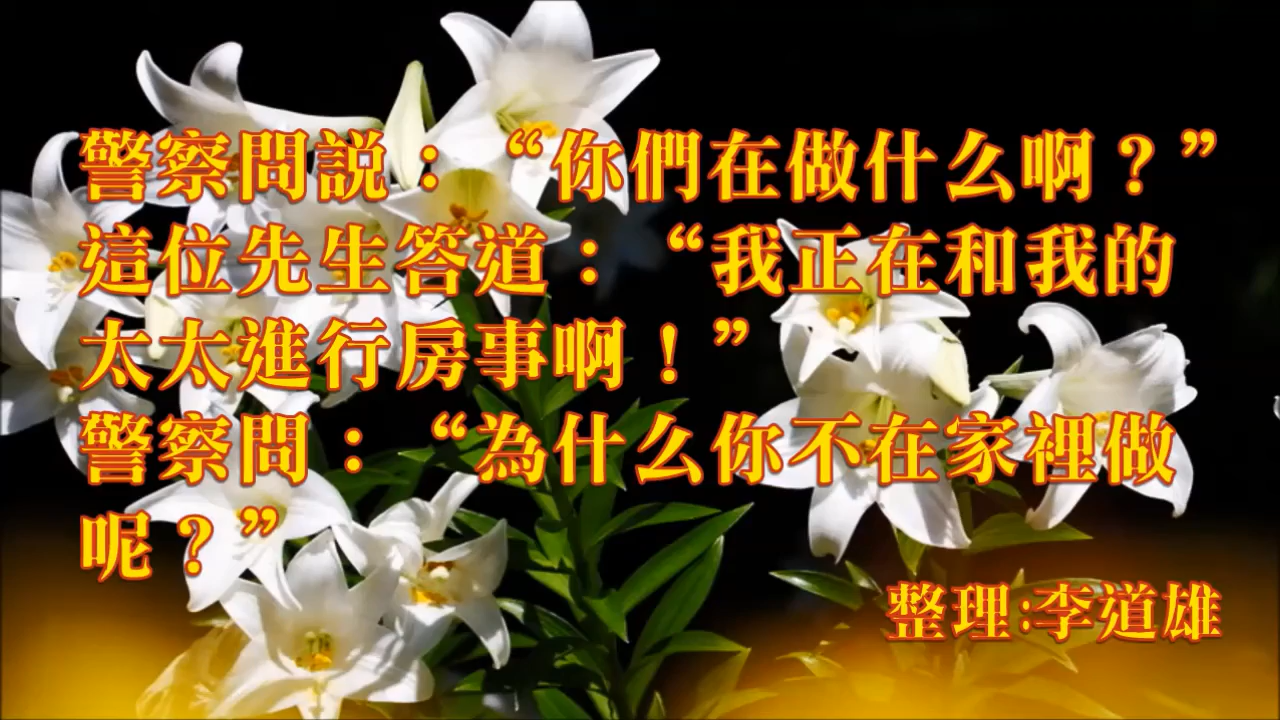 警察問説：“你們在做什么啊？”
這位先生答道：“我正在和我的
太太進行房事啊！”
警察問：“為什么你不在家裡做
呢？”
整理:李道雄